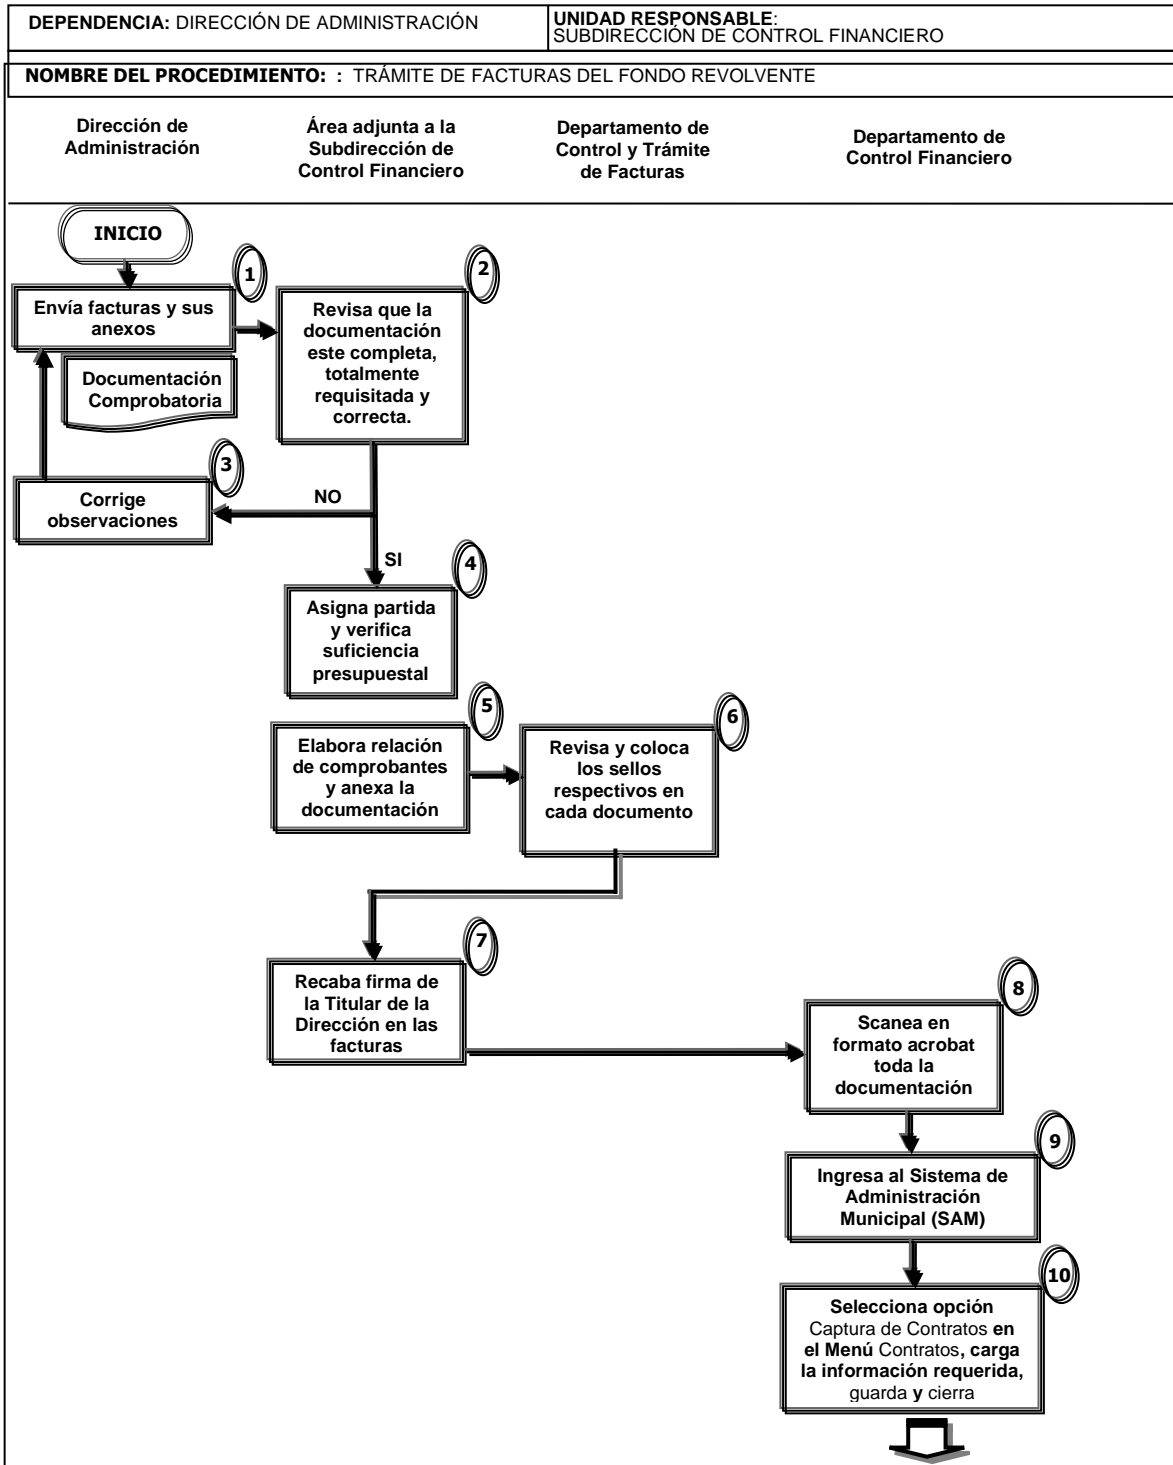 DEPENDENCIA: DIRECCIÓN DE ADMINISTRACIÓN
UNIDAD RESPONSABLE:
SUBDIRECCIÓN DE CONTROL FINANCIERO
NOMBRE DEL PROCEDIMIENTO: : TRÁMITE DE FACTURAS DEL FONDO REVOLVENTE
Dirección de
Administración
Área adjunta a la
Subdirección de
Control Financiero
Departamento de
Control y Trámite
de Facturas
Departamento de
Control Financiero
INICIO
1
Envía facturas y sus
anexos
Documentación
Comprobatoria
2
Revisa que la
documentación
este completa,
totalmente
requisitada y
correcta.
3
Corrige
observaciones
NO
SI
4
Asigna partida
y verifica
suficiencia
presupuestal
5
Elabora relación
de comprobantes
y anexa la
documentación
6
Revisa y coloca
los sellos
respectivos en
cada documento
7
Recaba firma de
la Titular de la
Dirección en las
facturas
8
Scanea en
formato acrobat
toda la
documentación
9
Ingresa al Sistema de
Administración
Municipal (SAM)
10
Selecciona opción
Captura de Contratos en
el Menú Contratos, carga
la información requerida,
guarda y cierra